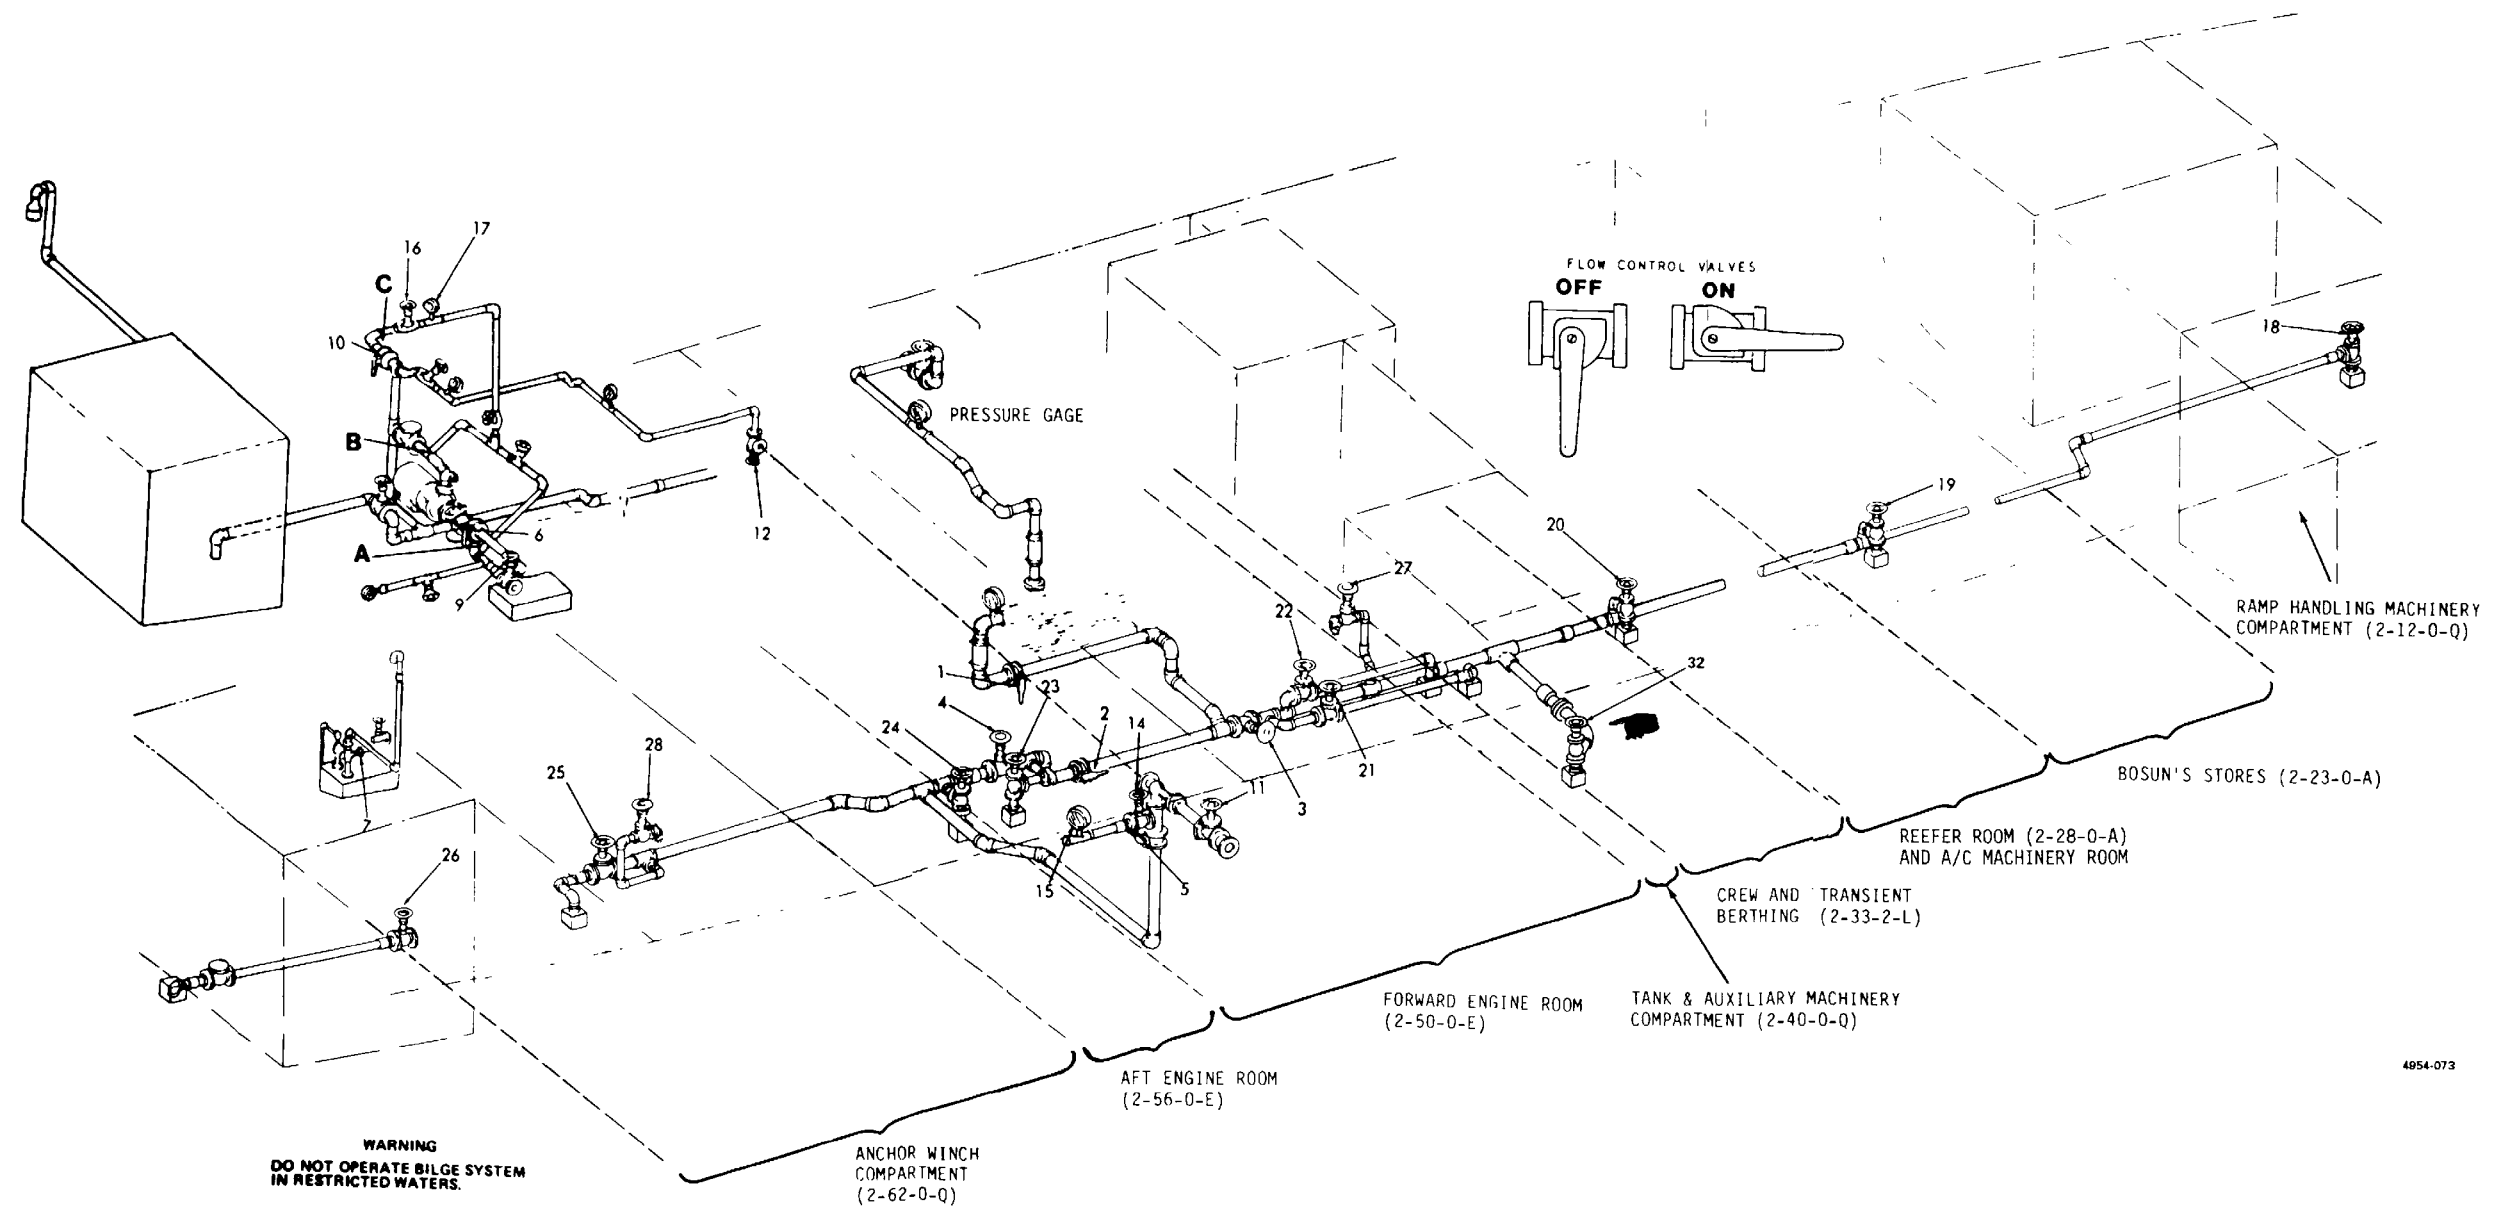 FLOW CONTROL VALVES
OFF
ON
17
16
C
10
B
A
6
9
12
PRESSURE GAGE
18
19
20
27
22
32
1
23
4
2
14
24
28
25
21
11
3
15
5
7
26
RAMP HANDLING MACHINERY
COMPARTMENT (2-12-0-Q)
BOSUN'S STORES (2-23-0-A)
REEFER ROOM (2-28-0-A)
AND A/C MACHINERY ROOM
CREW AND TRANSIENT
BERTHING (2-33-2-L)
TANK & AUXILIARY MACHINERY
COMPARTMENT (2-40-0-Q)
FORWARD ENGINE ROOM
(2-50-0-E)
AFT ENGINE ROOM
(2-56-0-E)
ANCHOR WINCH
COMPARTMENT
(2-62-0-Q)
WARNING
DO NOT OPERATE BILGE SYSTEM
IN RESTRICTED WATERS.
4954-073